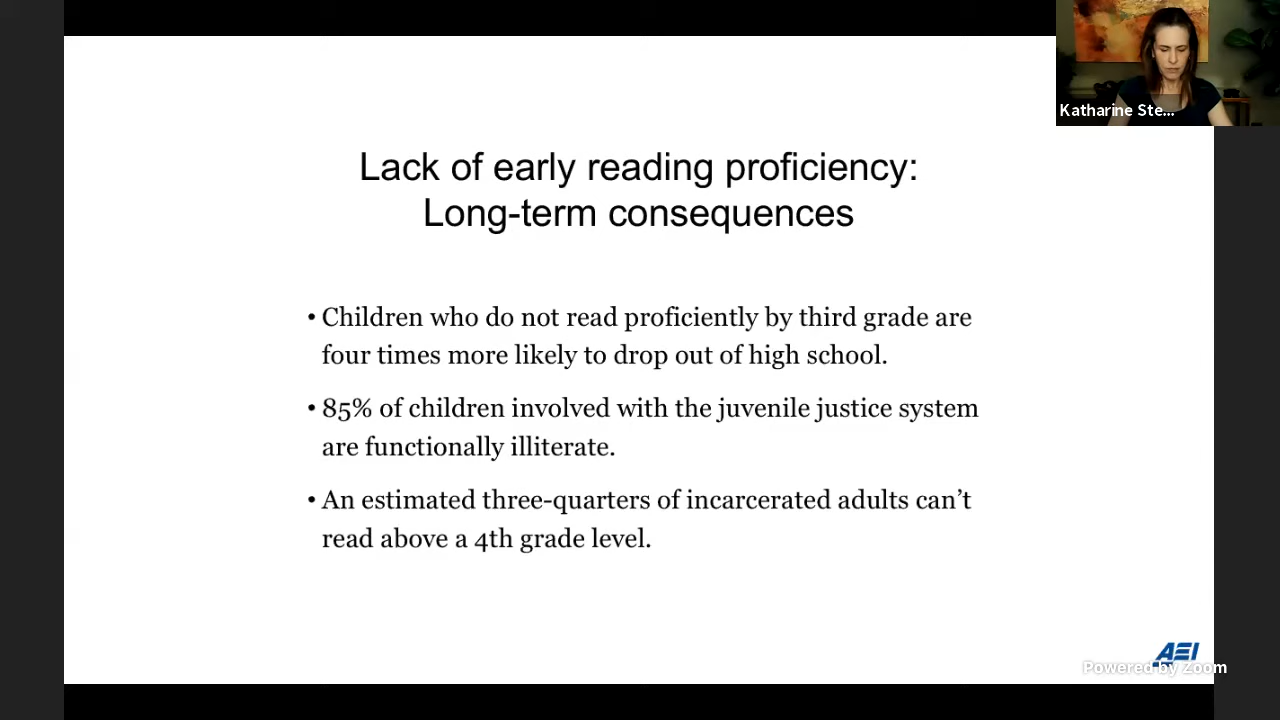 Katharine Ste...
Lack of early reading proficiency:
Long-term consequences
• Children who do not read proficiently by third grade are
four times more likely to drop out of high school.
• 85% of children involved with the juvenile justice system
are functionally illiterate.
• An estimated three-quarters of incarcerated adults can’t
read above a 4th grade level.
AEI
Powered by Zoom